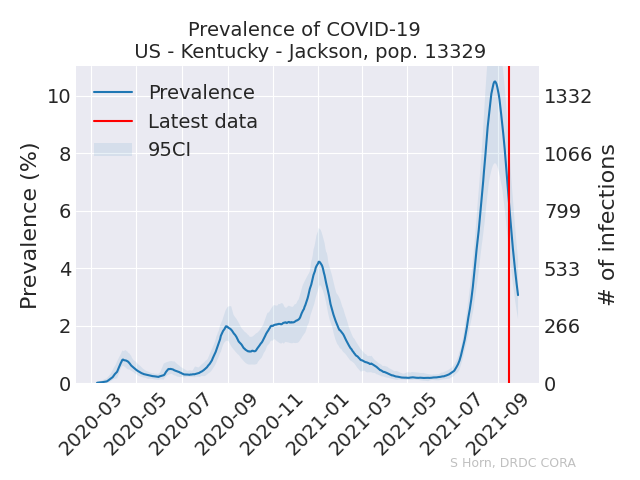 Prevalence of COVID-19
US - Kentucky - Jackson, pop. 13329
Prevalence
Latest data
95CI
Prevalence (%)
10
8
6
4
2
0
1332
1066
799
533
266
0
# of infections
2020-03
2020-05
2020-07
2020-09
2020-11
2021-01
2021-03
2021-05
2021-07
2021-09
S Horn, DRDC CORA